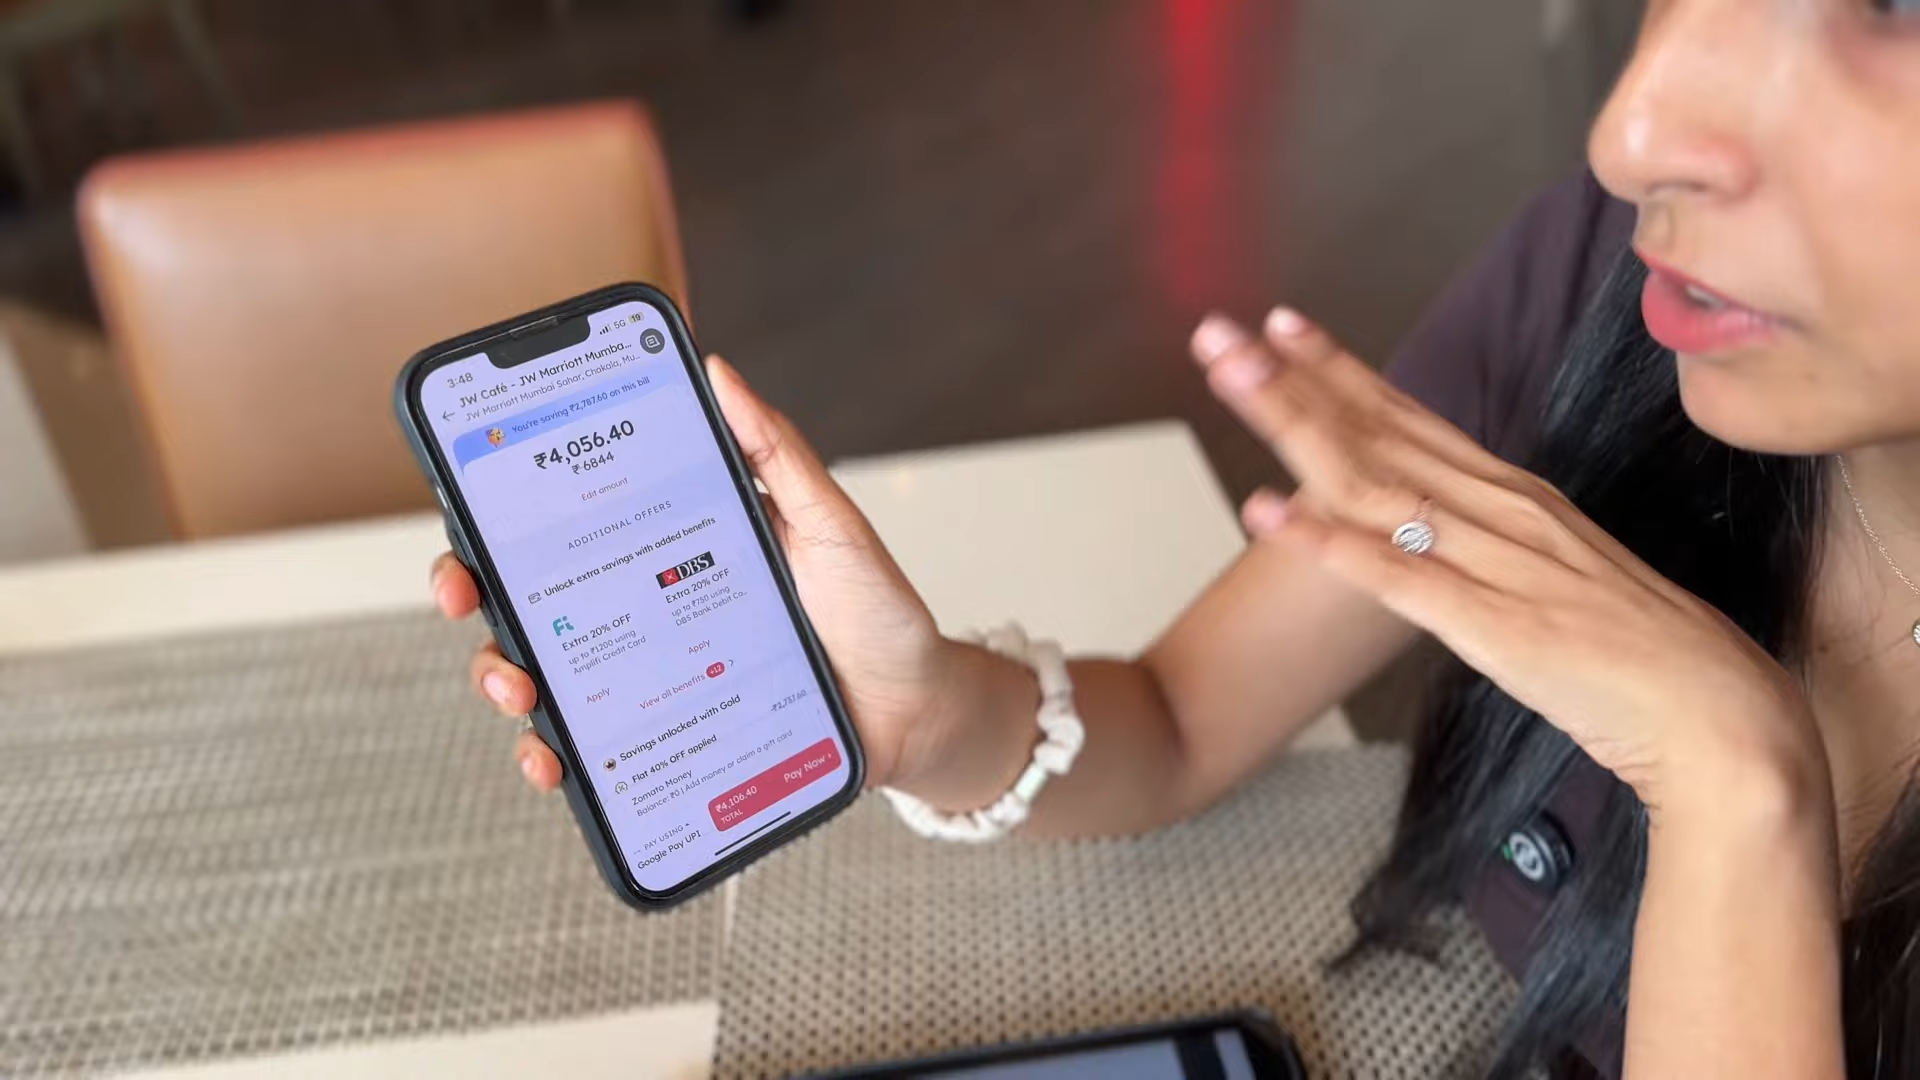 3:48
5G 19
JW Café - JW Marriott Mumba...
JW Marriott Mumbai Sahar, Chakala, Mu...
You're saving ₹2,787.60 on this bill
₹4,056.40
₹6844
Edit amount
ADDITIONAL OFFERS
Unlock extra savings with added benefits
Fi
Extra 20% OFF
up to ₹1200 using
Amplifi Credit Card
Apply
DBS
Extra 20% OFF
up to ₹750 using
DBS Bank Debit Ca...
Apply
View all benefits +12 >
Savings unlocked with Gold
Flat 40% OFF applied
-₹2,737.60
Zomato Money
Balance: ₹0 | Add money or claim a gift card
PAY USING
Google Pay UPI
₹4,106.40
TOTAL
Pay Now